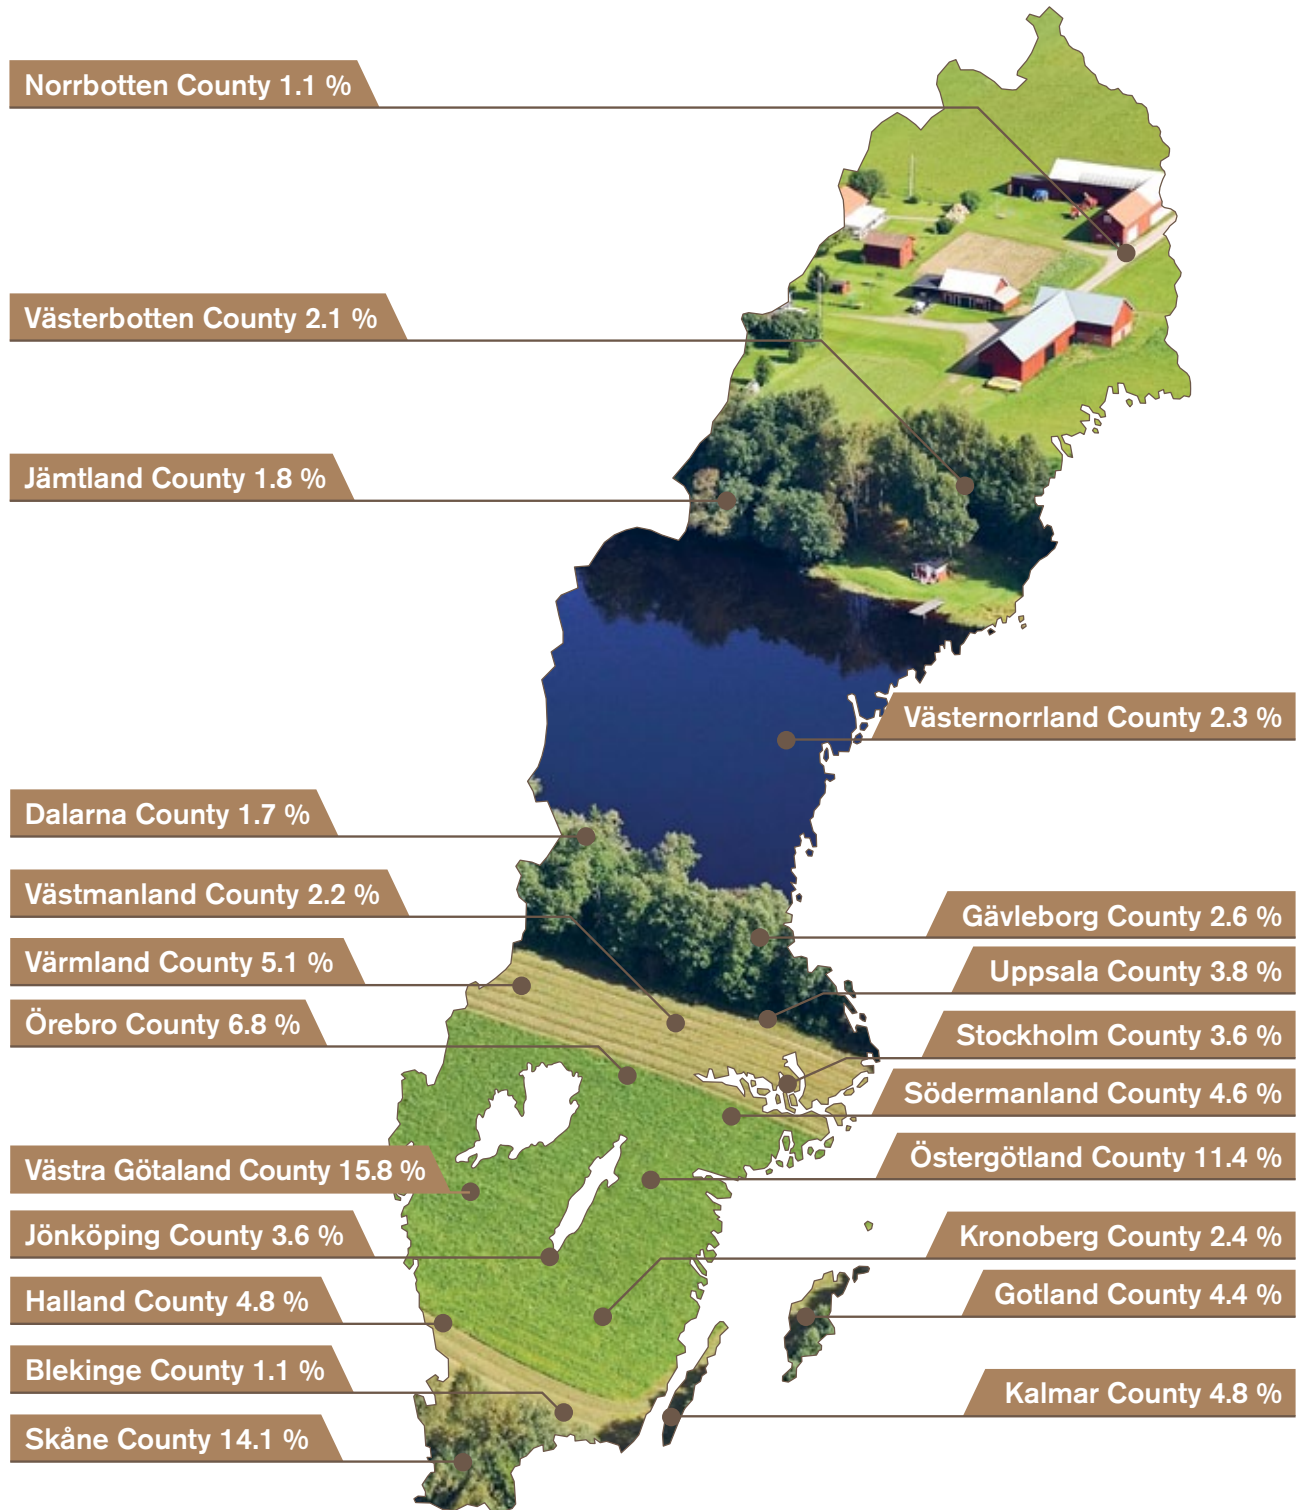 Norrbotten County 1.1 %
Västerbotten County 2.1 %
Jämtland County 1.8 %
Västernorrland County 2.3 %
Dalarna County 1.7 %
Västmanland County 2.2 %
Gävleborg County 2.6 %
Värmland County 5.1 %
Uppsala County 3.8 %
Örebro County 6.8 %
Stockholm County 3.6 %
Södermanland County 4.6 %
Västra Götaland County 15.8 %
Östergötland County 11.4 %
Jönköping County 3.6 %
Kronoberg County 2.4 %
Halland County 4.8 %
Gotland County 4.4 %
Blekinge County 1.1 %
Kalmar County 4.8 %
Skåne County 14.1 %